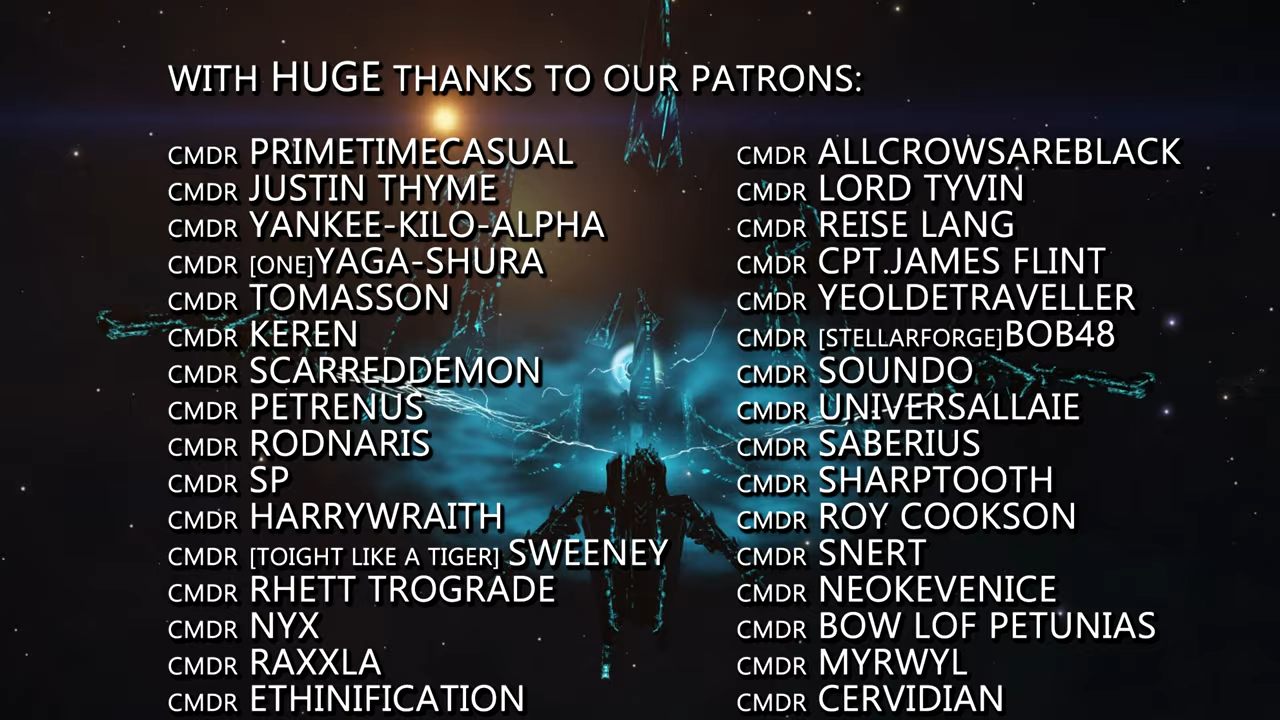 WITH HUGE THANKS TO OUR PATRONS:
CMDR PRIMETIMECASUAL
CMDR JUSTIN THYME
CMDR YANKEE-KILO-ALPHA
CMDR [ONE]YAGA-SHURA
CMDR TOMASSON
CMDR KEREN
CMDR SCARREDDEMON
CMDR PETRENUS
CMDR RODNARIS
CMDR SP
CMDR HARRYWRAITH
CMDR [TOIGHT LIKE A TIGER] SWEENEY
CMDR RHETT TROGRADE
CMDR NYX
CMDR RAXXLA
CMDR ETHINIFICATION
CMDR ALLCROWSAREBLACK
CMDR LORD TYVIN
CMDR REISE LANG
CMDR CPT.JAMES FLINT
CMDR YEOLDETRAVELLER
CMDR [STELLARFORGE]BOB48
CMDR SOUNDO
CMDR UNIVERSALLAIE
CMDR SABERIUS
CMDR SHARPTOOTH
CMDR ROY COOKSON
CMDR SNERT
CMDR NEOKEVENICE
CMDR BOW LOF PETUNIAS
CMDR MYRWYL
CMDR CERVIDIAN